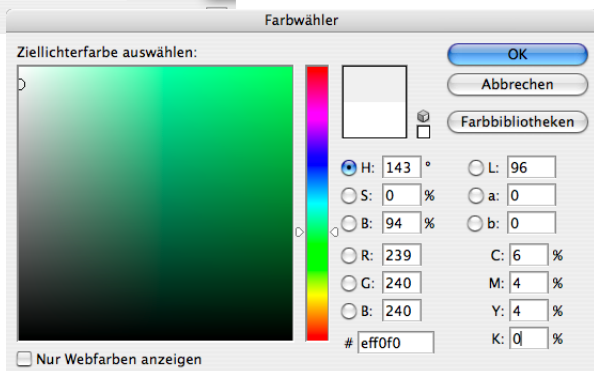 Farbwähler
Ziellichterfarbe auswählen:
OK
Abbrechen
Farbbibliotheken
H: 143 °
S: 0 %
B: 94 %
R: 239
G: 240
B: 240
# eff0f0
L: 96
a: 0
b: 0
C: 6 %
M: 4 %
Y: 4 %
K: 0 %
Nur Webfarben anzeigen